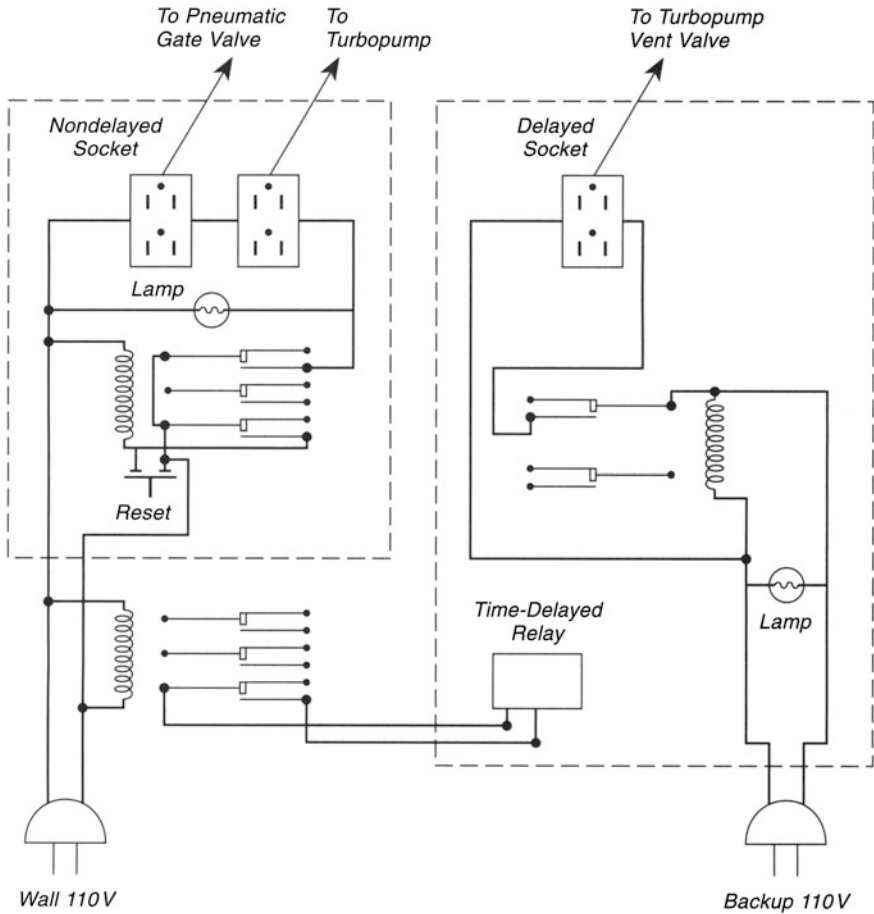 To Pneumatic
Gate Valve
To
Turbopump
To Turbopump
Vent Valve
Nondelayed
Socket
Delayed
Socket
Lamp
Reset
Time-Delayed
Relay
Lamp
Wall 110V
Backup 110V